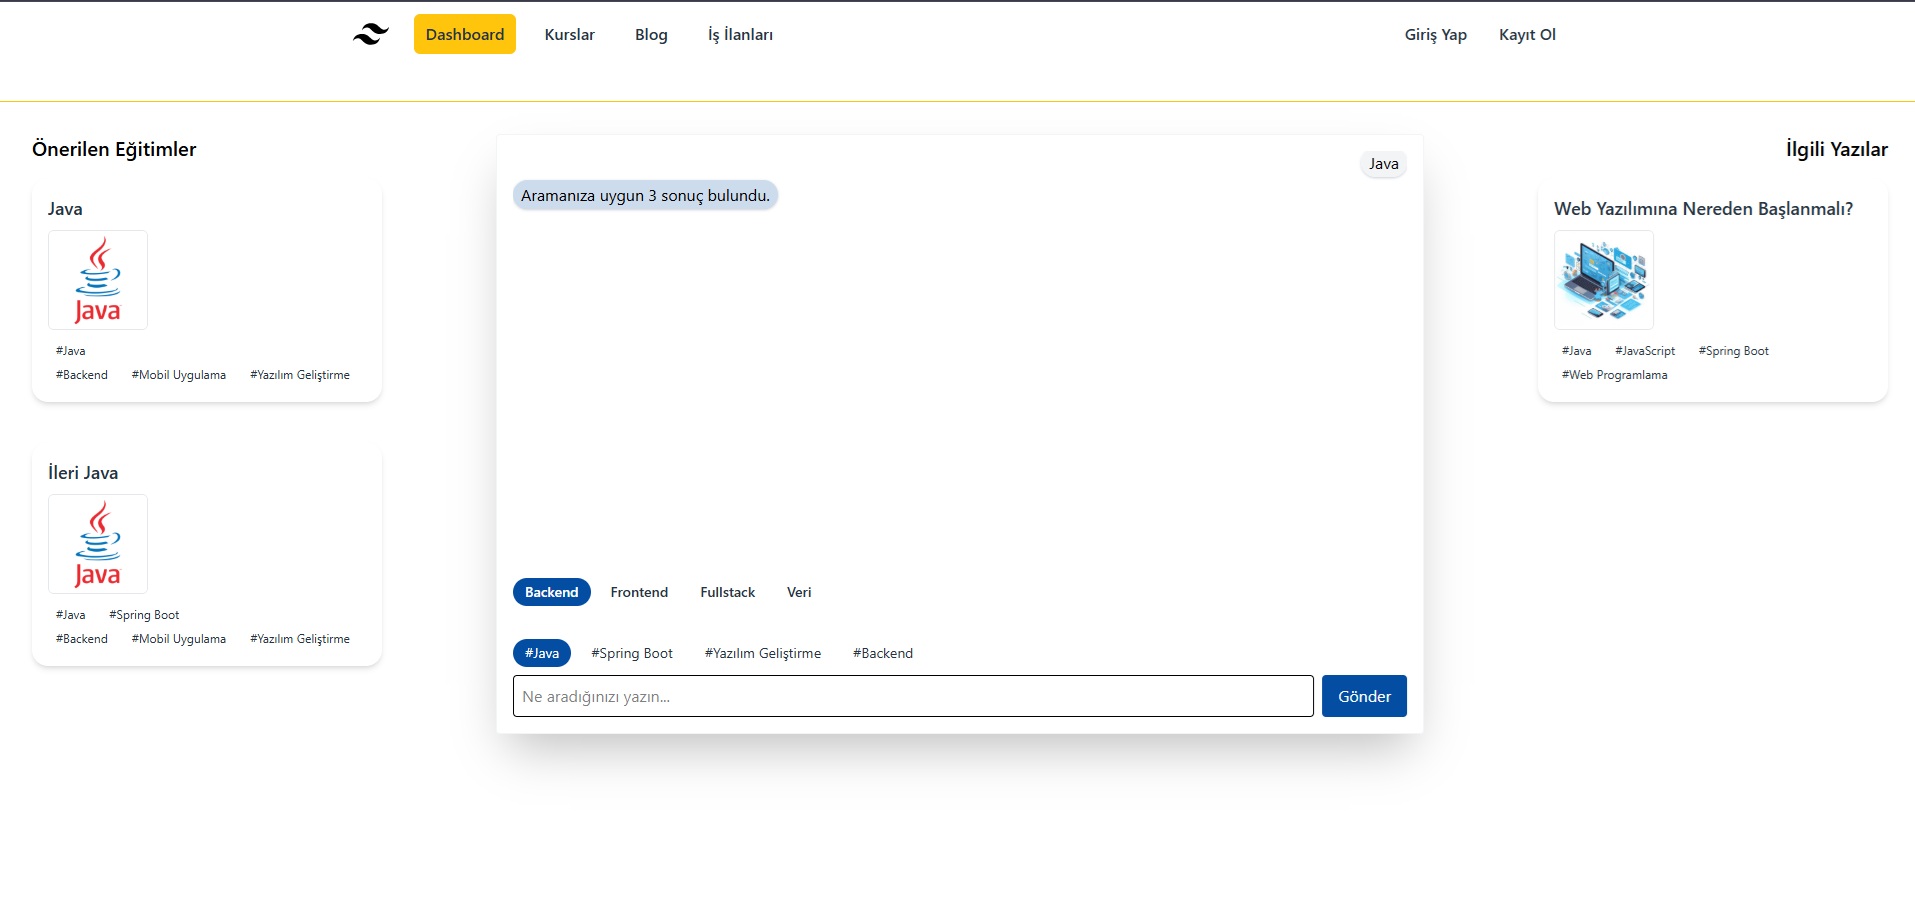 Dashboard Kurslar Blog İş İlanları Giriş Yap Kayıt Ol
Önerilen Eğitimler
Java
Java
#Java
#Backend #Mobil Uygulama #Yazılım Geliştirme
İleri Java
Java
#Java #Spring Boot
#Backend #Mobil Uygulama #Yazılım Geliştirme
Java
Aramanıza uygun 3 sonuç bulundu.
Backend Frontend Fullstack Veri
#Java #Spring Boot #Yazılım Geliştirme #Backend
Ne aradığınızı yazın...
Gönder
İlgili Yazılar
Web Yazılımına Nereden Başlanmalı?
#Java #JavaScript #Spring Boot
#Web Programlama